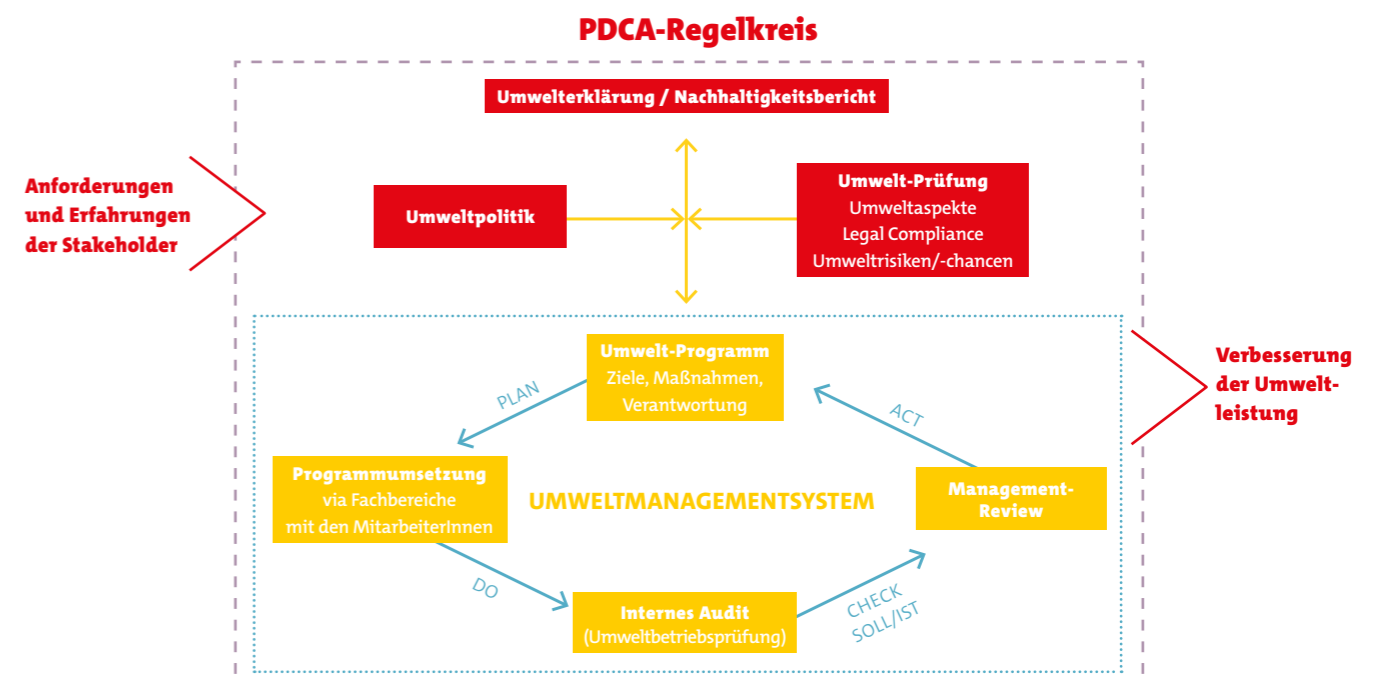 PDCA-Regelkreis
Umwelterklärung / Nachhaltigkeitsbericht
Anforderungen
und Erfahrungen
der Stakeholder
Umweltpolitik
Umwelt-Prüfung
Umweltaspekte
Legal Compliance
Umweltrisiken/-chancen
Umwelt-Programm
Ziele, Maßnahmen,
Verantwortung
PLAN
ACT
Verbesserung
der Umwelt-
leistung
Programmumsetzung
via Fachbereiche
mit den MitarbeiterInnen
UMWELTMANAGEMENTSYSTEM
Management-
Review
DO
Internes Audit
(Umweltbetriebsprüfung)
CHECK
SOLL/IST